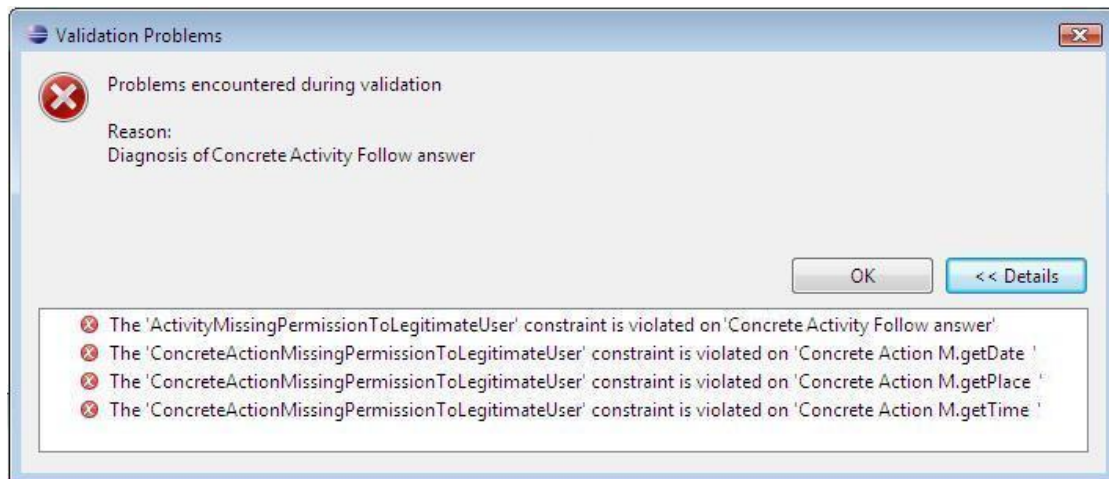 Validation Problems
Problems encountered during validation
Reason:
Diagnosis of Concrete Activity Follow answer
OK
<< Details
The 'ActivityMissingPermissionToLegitimateUser' constraint is violated on 'Concrete Activity Follow answer'
The 'ConcreteActionMissingPermissionToLegitimateUser' constraint is violated on 'Concrete Action M.getDate '
The 'ConcreteActionMissingPermissionToLegitimateUser' constraint is violated on 'Concrete Action M.getPlace '
The 'ConcreteActionMissingPermissionToLegitimateUser' constraint is violated on 'Concrete Action M.getTime '